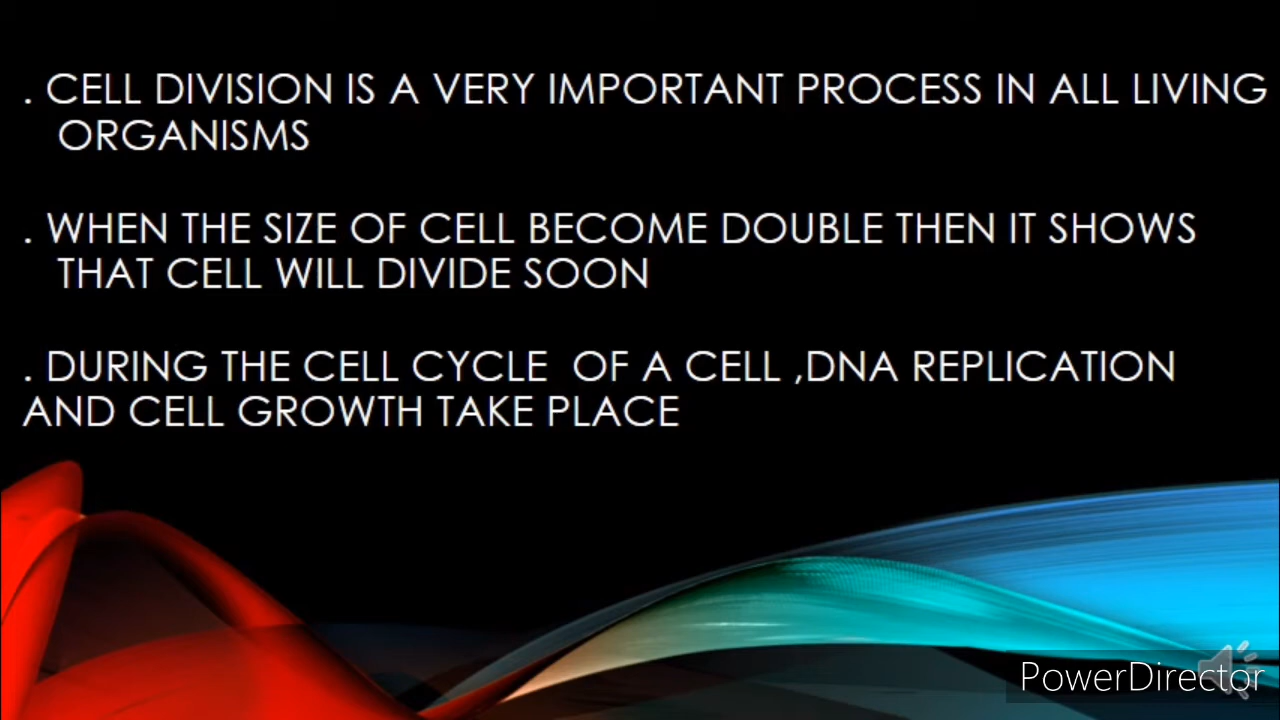 . CELL DIVISION IS A VERY IMPORTANT PROCESS IN ALL LIVING
ORGANISMS
. WHEN THE SIZE OF CELL BECOME DOUBLE THEN IT SHOWS
THAT CELL WILL DIVIDE SOON
. DURING THE CELL CYCLE  OF A CELL ,DNA REPLICATION
AND CELL GROWTH TAKE PLACE
PowerDirector